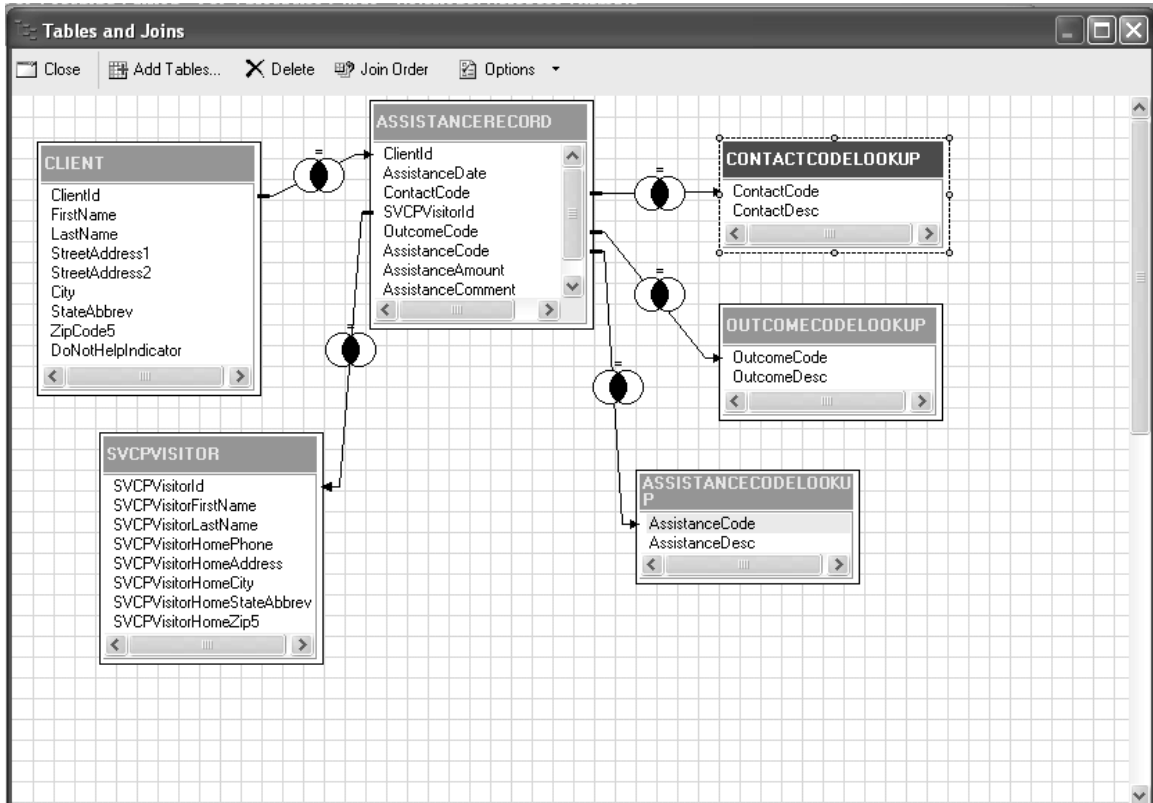 Tables and Joins
Close Add Tables... Delete Join Order Options
CLIENT
ClientId
FirstName
LastName
StreetAddress1
StreetAddress2
City
StateAbbrev
ZipCode5
DoNotHelpIndicator
=
ASSISTANCERECORD
ClientId
AssistanceDate
ContactCode
SVCPVisitorId
OutcomeCode
AssistanceCode
AssistanceAmount
AssistanceComment
=
CONTACTCODELOOKUP
ContactCode
ContactDesc
=
OUTCOMECODELOOKUP
OutcomeCode
OutcomeDesc
=
SVCPVISITOR
SVCPVisitorId
SVCPVisitorFirstName
SVCPVisitorLastName
SVCPVisitorHomePhone
SVCPVisitorHomeAddress
SVCPVisitorHomeCity
SVCPVisitorHomeStateAbbrev
SVCPVisitorHomeZip5
=
ASSISTANCECODELOOKU
P
AssistanceCode
AssistanceDesc